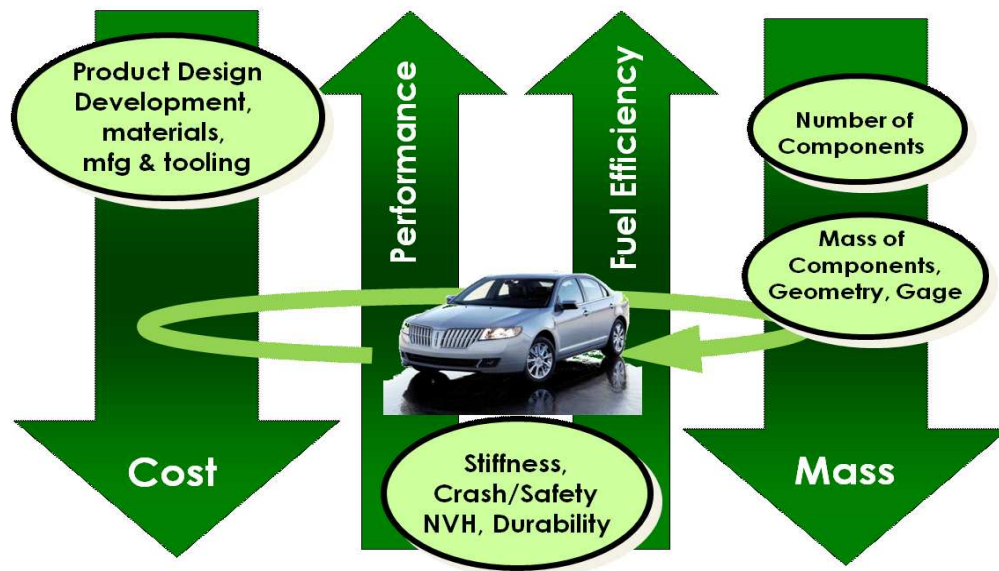 Product Design
Development,
materials,
mfg & tooling
Cost
Performance
Fuel Efficiency
Stiffness,
Crash/Safety
NVH, Durability
Number of
Components
Mass of
Components,
Geometry, Gage
Mass